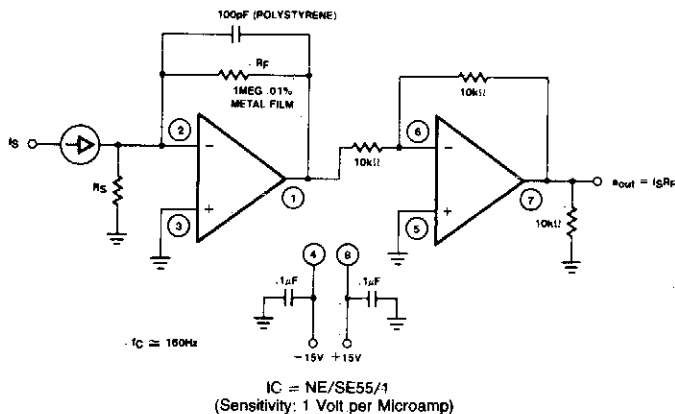 100pF (POLYSTYRENE)
RF
1MEG .01%
METAL FILM
10kΩ
IS
2
−
6
−
10kΩ
1
7
eout = ISRF
RS
3
+
5
+
10kΩ
4
8
.1μF
.1μF
fC ≃ 160Hz
−15V
+15V
IC = NE/SE55/1
(Sensitivity: 1 Volt per Microamp)